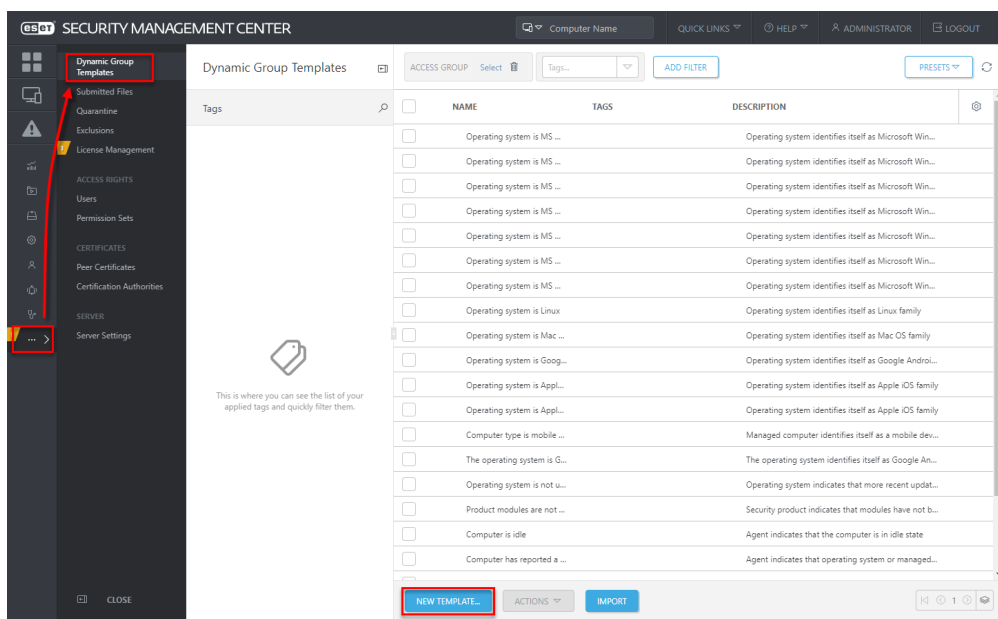 eset SECURITY MANAGEMENT CENTER
Computer Name
QUICK LINKS
HELP
ADMINISTRATOR
LOGOUT
Dynamic Group
Templates
Submitted Files
Quarantine
Exclusions
License Management
ACCESS RIGHTS
Users
Permission Sets
CERTIFICATES
Peer Certificates
Certification Authorities
SERVER
Server Settings
CLOSE
Dynamic Group Templates
Tags
This is where you can see the list of your
applied tags and quickly filter them.
ACCESS GROUP Select Tags... ADD FILTER PRESETS
NAME TAGS DESCRIPTION
Operating system is MS ... Operating system identifies itself as Microsoft Win...
Operating system is MS ... Operating system identifies itself as Microsoft Win...
Operating system is MS ... Operating system identifies itself as Microsoft Win...
Operating system is MS ... Operating system identifies itself as Microsoft Win...
Operating system is MS ... Operating system identifies itself as Microsoft Win...
Operating system is MS ... Operating system identifies itself as Microsoft Win...
Operating system is MS ... Operating system identifies itself as Microsoft Win...
Operating system is Linux Operating system identifies itself as Linux family
Operating system is Mac ... Operating system identifies itself as Mac OS family
Operating system is Goog... Operating system identifies itself as Google Androi...
Operating system is Appl... Operating system identifies itself as Apple iOS family
Operating system is Appl... Operating system identifies itself as Apple iOS family
Computer type is mobile ... Managed computer identifies itself as a mobile dev...
The operating system is G... The operating system identifies itself as Google An...
Operating system is not u... Operating system indicates that more recent updat...
Product modules are not ... Security product indicates that modules have not b...
Computer is idle Agent indicates that the computer is in idle state
Computer has reported a ... Agent indicates that operating system or managed...
NEW TEMPLATE... ACTIONS IMPORT 1